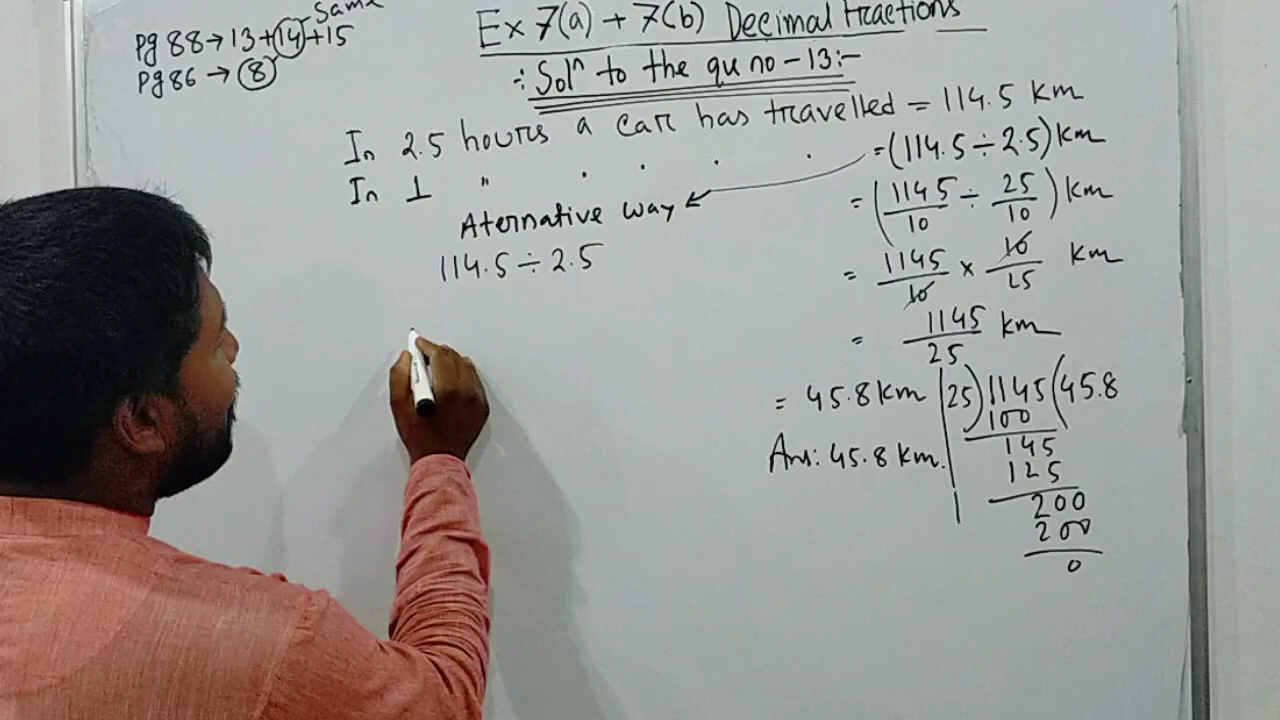 Same
Pg 88→13+14+15
Pg 86→8
Ex 7(a)+7(b) Decimal fractions
:Solⁿ to the qu no-13:-
In 2.5 hours a car has travelled = 114.5 km
In 1 " . . . . =(114.5÷2.5)km
Aternative way
114.5÷2.5
=(1145/10 ÷ 25/10) km
= 1145/10 × 10/25 km
= 1145/25 km
= 45.8 km
Ans: 45.8 km.
25)1145(45.8
100
145
125
200
200
0